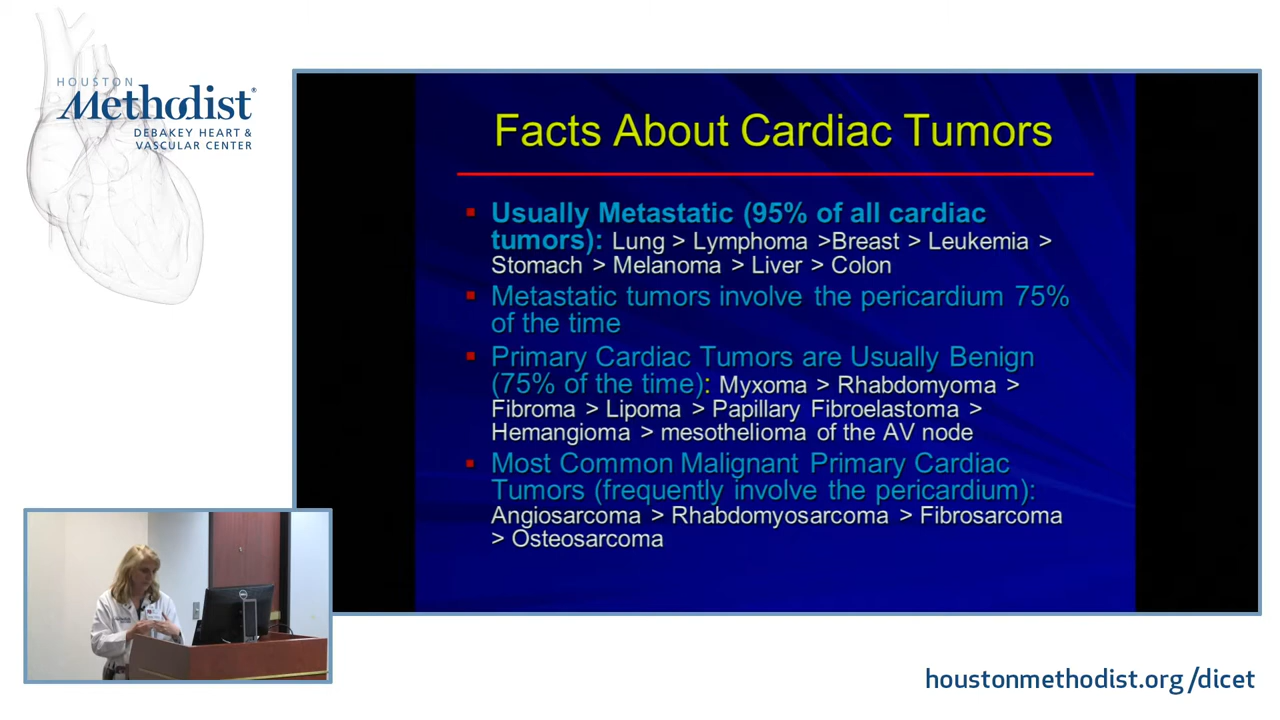 HOUSTON
Methodist®
DEBAKEY HEART &
VASCULAR CENTER
Facts About Cardiac Tumors
Usually Metastatic (95% of all cardiac
tumors): Lung > Lymphoma >Breast > Leukemia >
Stomach > Melanoma > Liver > Colon
Metastatic tumors involve the pericardium 75%
of the time
Primary Cardiac Tumors are Usually Benign
(75% of the time): Myxoma > Rhabdomyoma >
Fibroma > Lipoma > Papillary Fibroelastoma >
Hemangioma > mesothelioma of the AV node
Most Common Malignant Primary Cardiac
Tumors (frequently involve the pericardium):
Angiosarcoma > Rhabdomyosarcoma > Fibrosarcoma
> Osteosarcoma
DELL
houstonmethodist.org/dicet